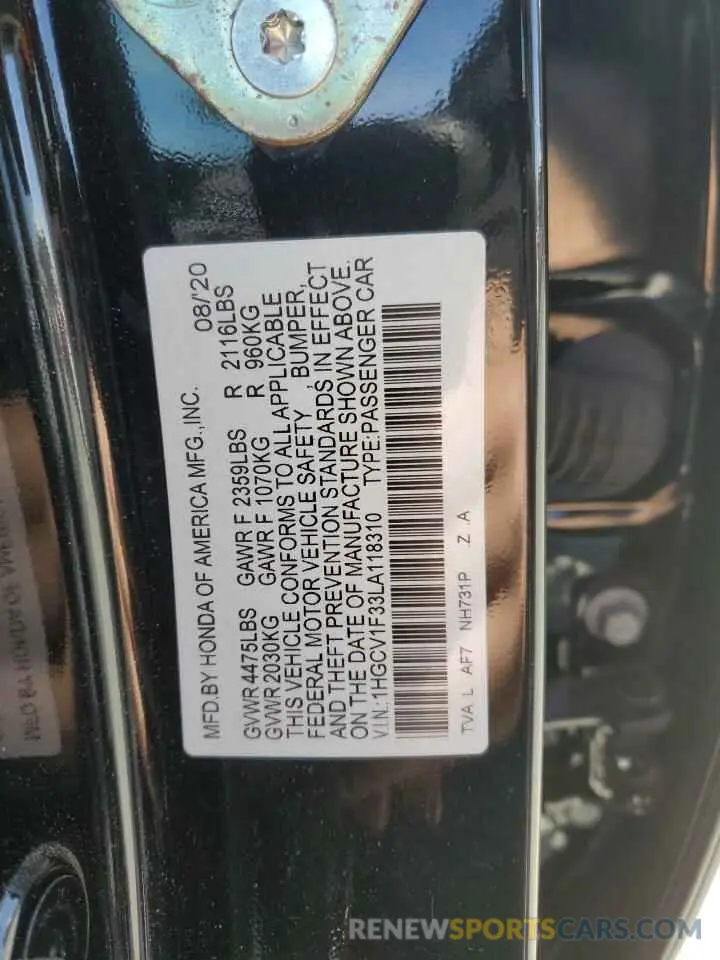 MFD.BY HONDA OF AMERICA MFG.,INC. 08/'20
GVWR 4475LBS GAWR F 2359LBS R 2116LBS
GVWR 2030KG GAWR F 1070KG R 960KG
THIS VEHICLE CONFORMS TO ALL APPLICABLE
FEDERAL MOTOR VEHICLE SAFETY BUMPER,
AND THEFT PREVENTION STANDARDS IN EFFECT
ON THE DATE OF MANUFACTURE SHOWN ABOVE.
V.I.N.:1HGCV1F33LA118310 TYPE:PASSENGER CAR
TVA L AF7 NH731P .Z .A
RENEWSPORTSCARS.COM